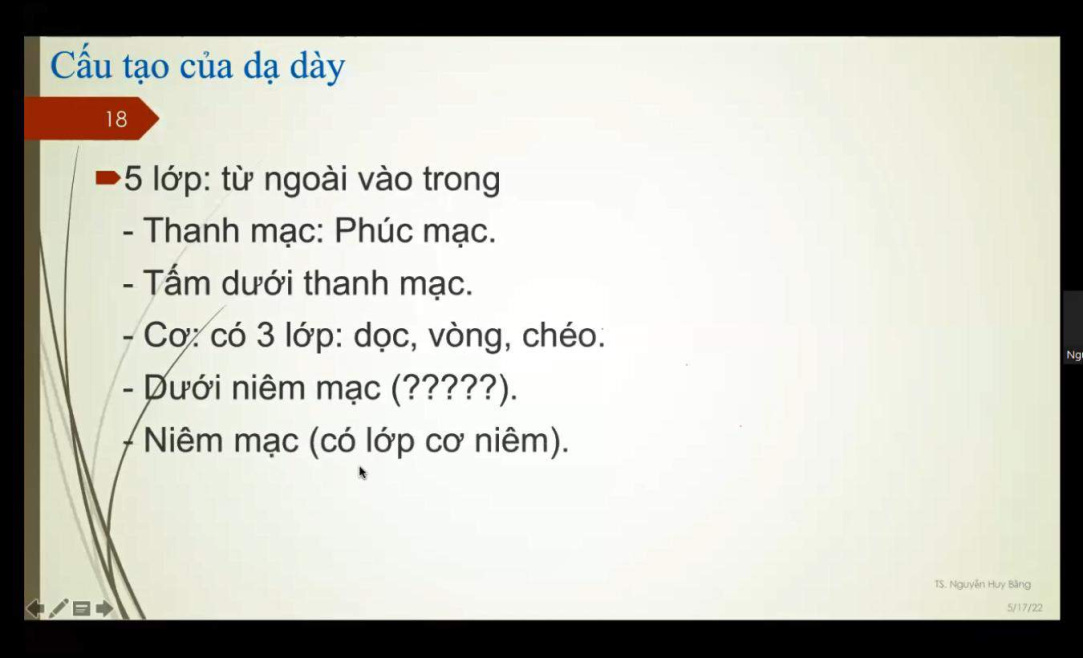 Cấu tạo của dạ dày
18
5 lớp: từ ngoài vào trong
- Thanh mạc: Phúc mạc.
- Tấm dưới thanh mạc.
- Cơ: có 3 lớp: dọc, vòng, chéo.
- Dưới niêm mạc (?????).
- Niêm mạc (có lớp cơ niêm).
TS. Nguyễn Huy Bằng
5/17/22